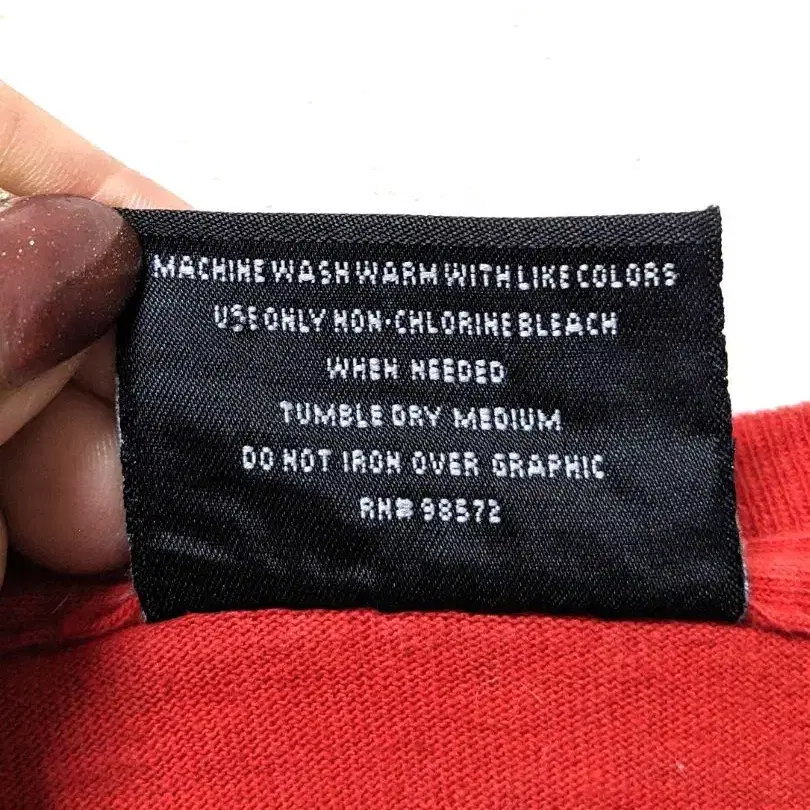 MACHINE WASH WARM WITH LIKE COLORS
USE ONLY NON-CHLORINE BLEACH
WHEN NEEDED
TUMBLE DRY MEDIUM
DO NOT IRON OVER GRAPHIC
RN# 98572